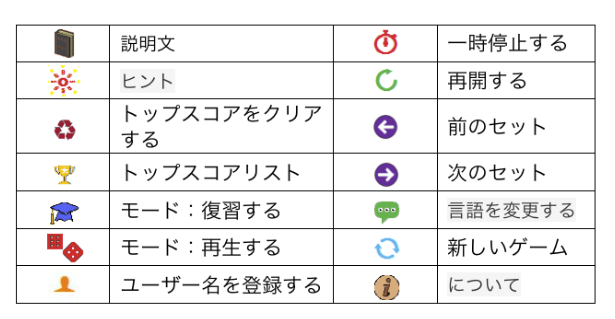 説明文
一時停止する
ヒント
再開する
トップスコアをクリア
する
前のセット
トップスコアリスト
次のセット
モード：復習する
言語を変更する
モード：再生する
新しいゲーム
ユーザー名を登録する
について